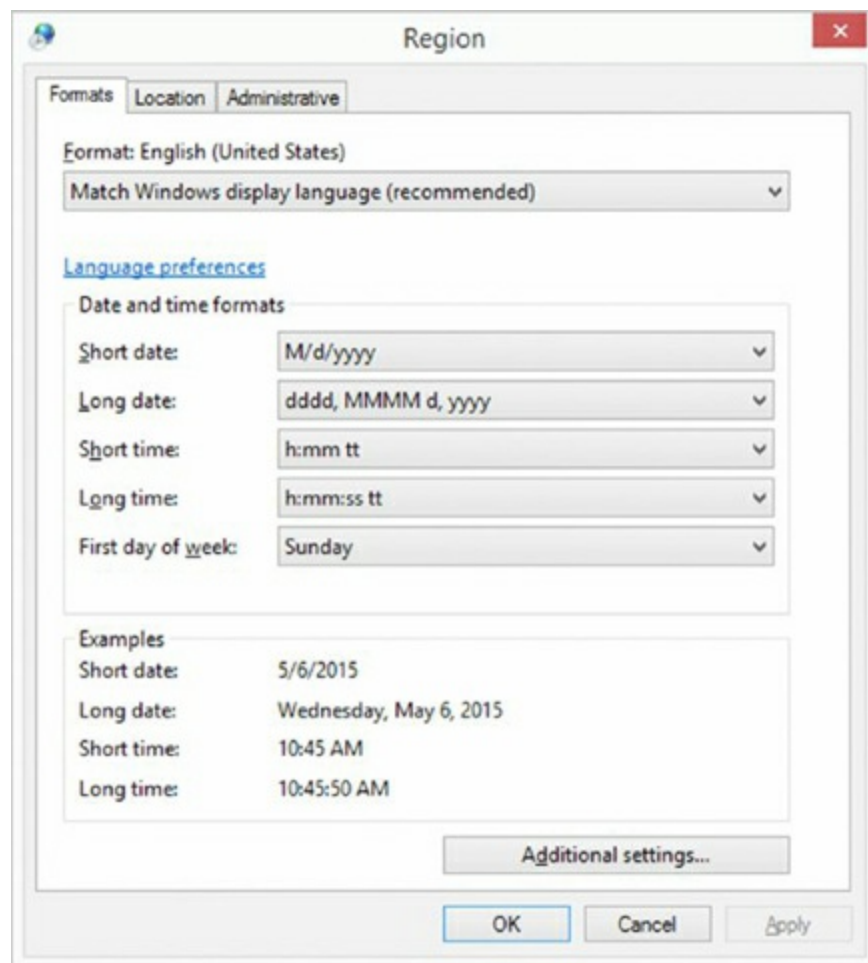 Region
Formats Location Administrative
Format: English (United States)
Match Windows display language (recommended)
Language preferences
Date and time formats
Short date: M/d/yyyy
Long date: dddd, MMMM d, yyyy
Short time: h:mm tt
Long time: h:mm:ss tt
First day of week: Sunday
Examples
Short date: 5/6/2015
Long date: Wednesday, May 6, 2015
Short time: 10:45 AM
Long time: 10:45:50 AM
Additional settings...
OK Cancel Apply